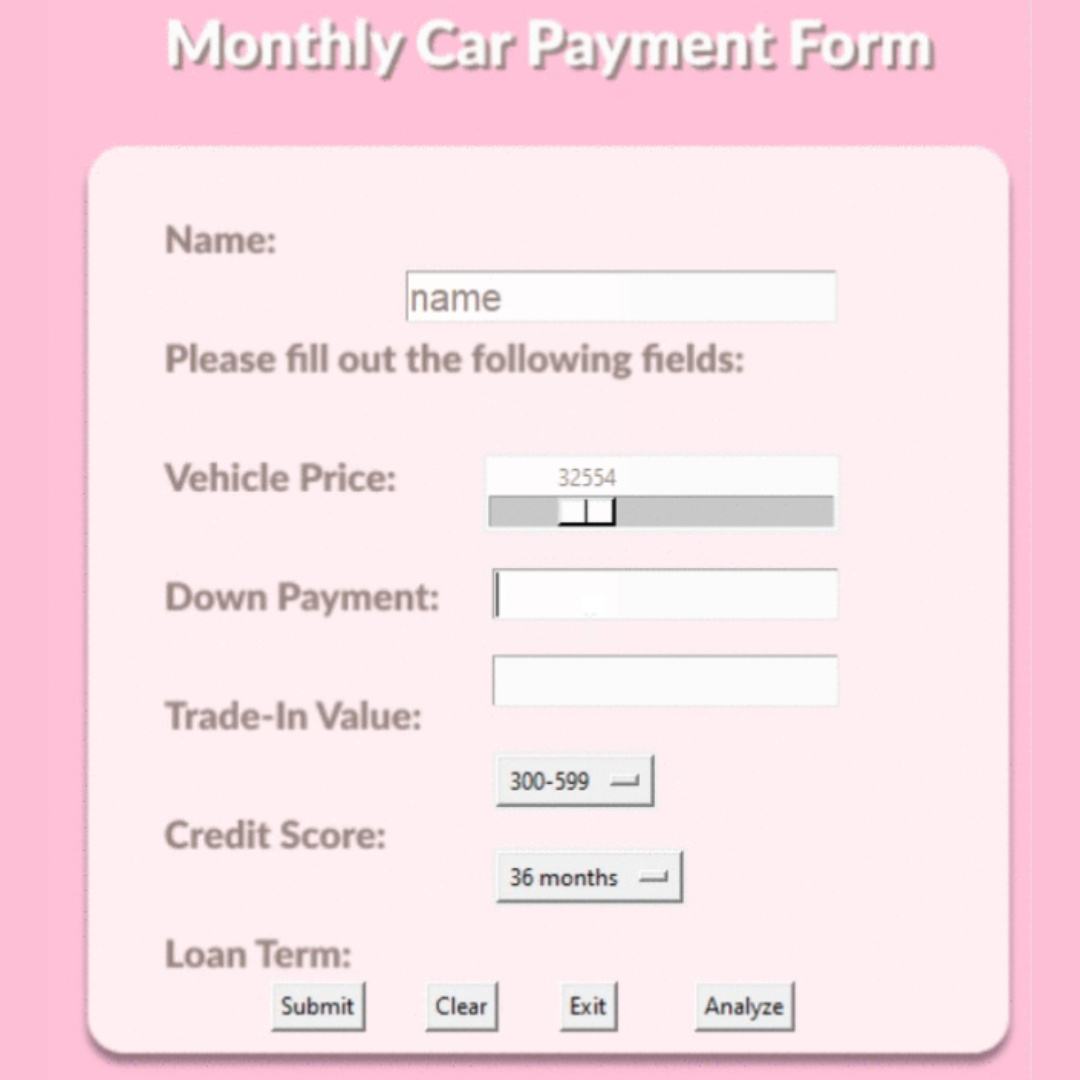 Monthly Car Payment Form
Name:
name
Please fill out the following fields:
Vehicle Price:
32554
Down Payment:
Trade-In Value:
300-599
Credit Score:
36 months
Loan Term:
Submit Clear Exit Analyze